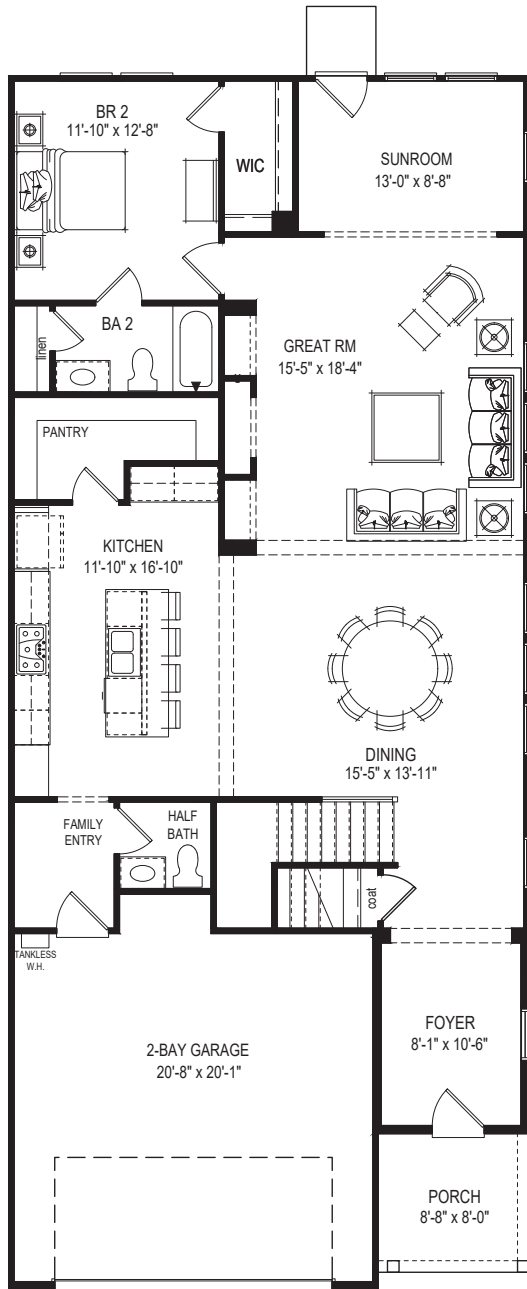 BR 2
11'-10" x 12'-8"
WIC
SUNROOM
13'-0" x 8'-8"
BA 2
linen
GREAT RM
15'-5" x 18'-4"
PANTRY
KITCHEN
11'-10" x 16'-10"
DINING
15'-5" x 13'-11"
FAMILY
ENTRY
HALF
BATH
coat
TANKLESS
W.H.
2-BAY GARAGE
20'-8" x 20'-1"
FOYER
8'-1" x 10'-6"
PORCH
8'-8" x 8'-0"